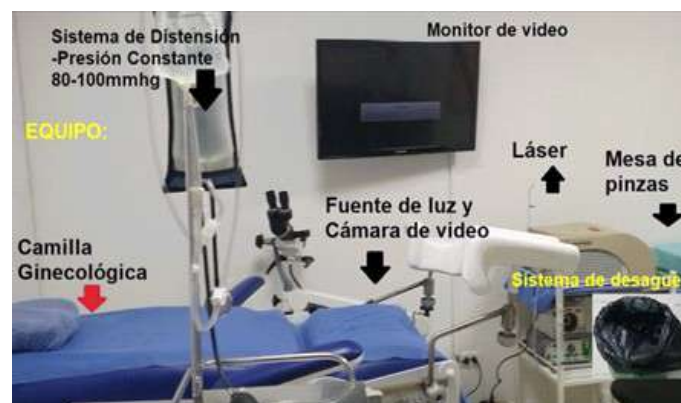 Sistema de Distensión
-Presión Constante
80-100mmhg
Monitor de video
EQUIPO:
Láser
Mesa de
pinzas
Fuente de luz y
Cámara de video
Camilla
Ginecológica
Sistema de desague